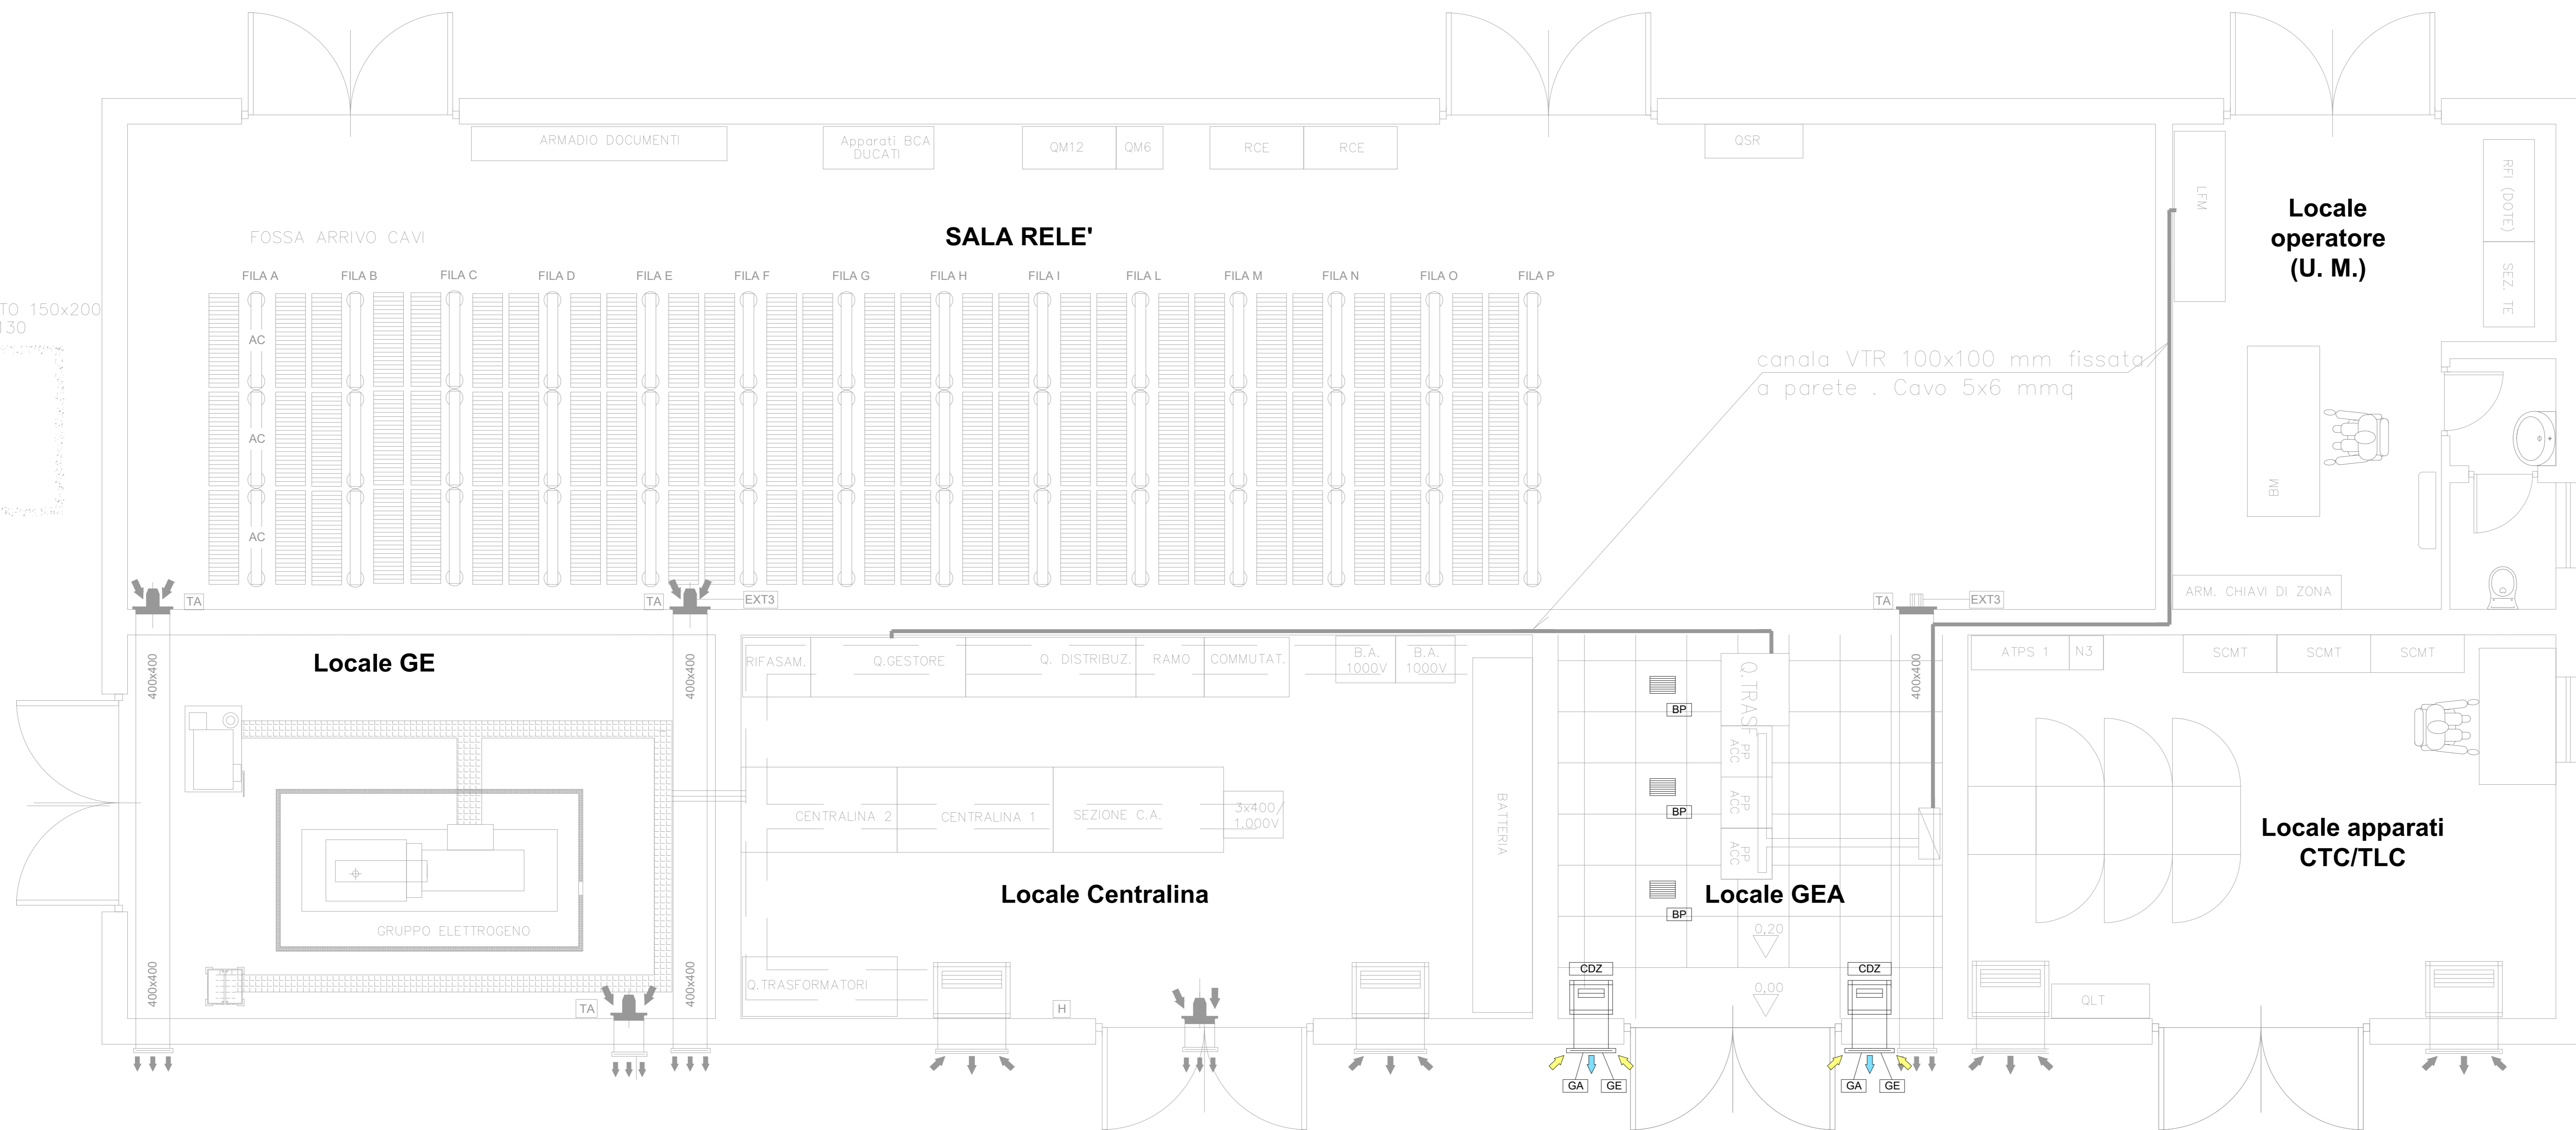 ARMADIO DOCUMENTI
Apparati BCA
DUCATI
QM12
QM6
RCE
RCE
QSR
LFM
RFI (DOTE)
SEZ. TE
Locale
operatore
(U. M.)
SALA RELE'
FOSSA ARRIVO CAVI
FILA A
FILA B
FILA C
FILA D
FILA E
FILA F
FILA G
FILA H
FILA I
FILA L
FILA M
FILA N
FILA O
FILA P
TO 150x200
130
AC
AC
AC
canala VTR 100x100 mm fissata
a parete . Cavo 5x6 mmq
BM
ARM. CHIAVI DI ZONA
TA
TA
EXT3
TA
EXT3
Locale GE
400x400
400x400
400x400
RIFASAM.
Q.GESTORE
Q. DISTRIBUZ.
RAMO
COMMUTAT.
B.A.
1000V
B.A.
1000V
Q.TRASF
ATPS 1
N3
SCMT
SCMT
SCMT
BP
BP
BP
PP
ACC
PP
ACC
PP
ACC
CENTRALINA 2
CENTRALINA 1
SEZIONE C.A.
3x400/
1.000V
BATTERIA
Locale apparati
CTC/TLC
Locale Centralina
Locale GEA
GRUPPO ELETTROGENO
0,20
0,00
400x400
400x400
Q.TRASFORMATORI
CDZ
CDZ
QLT
TA
H
GA
GE
GA
GE